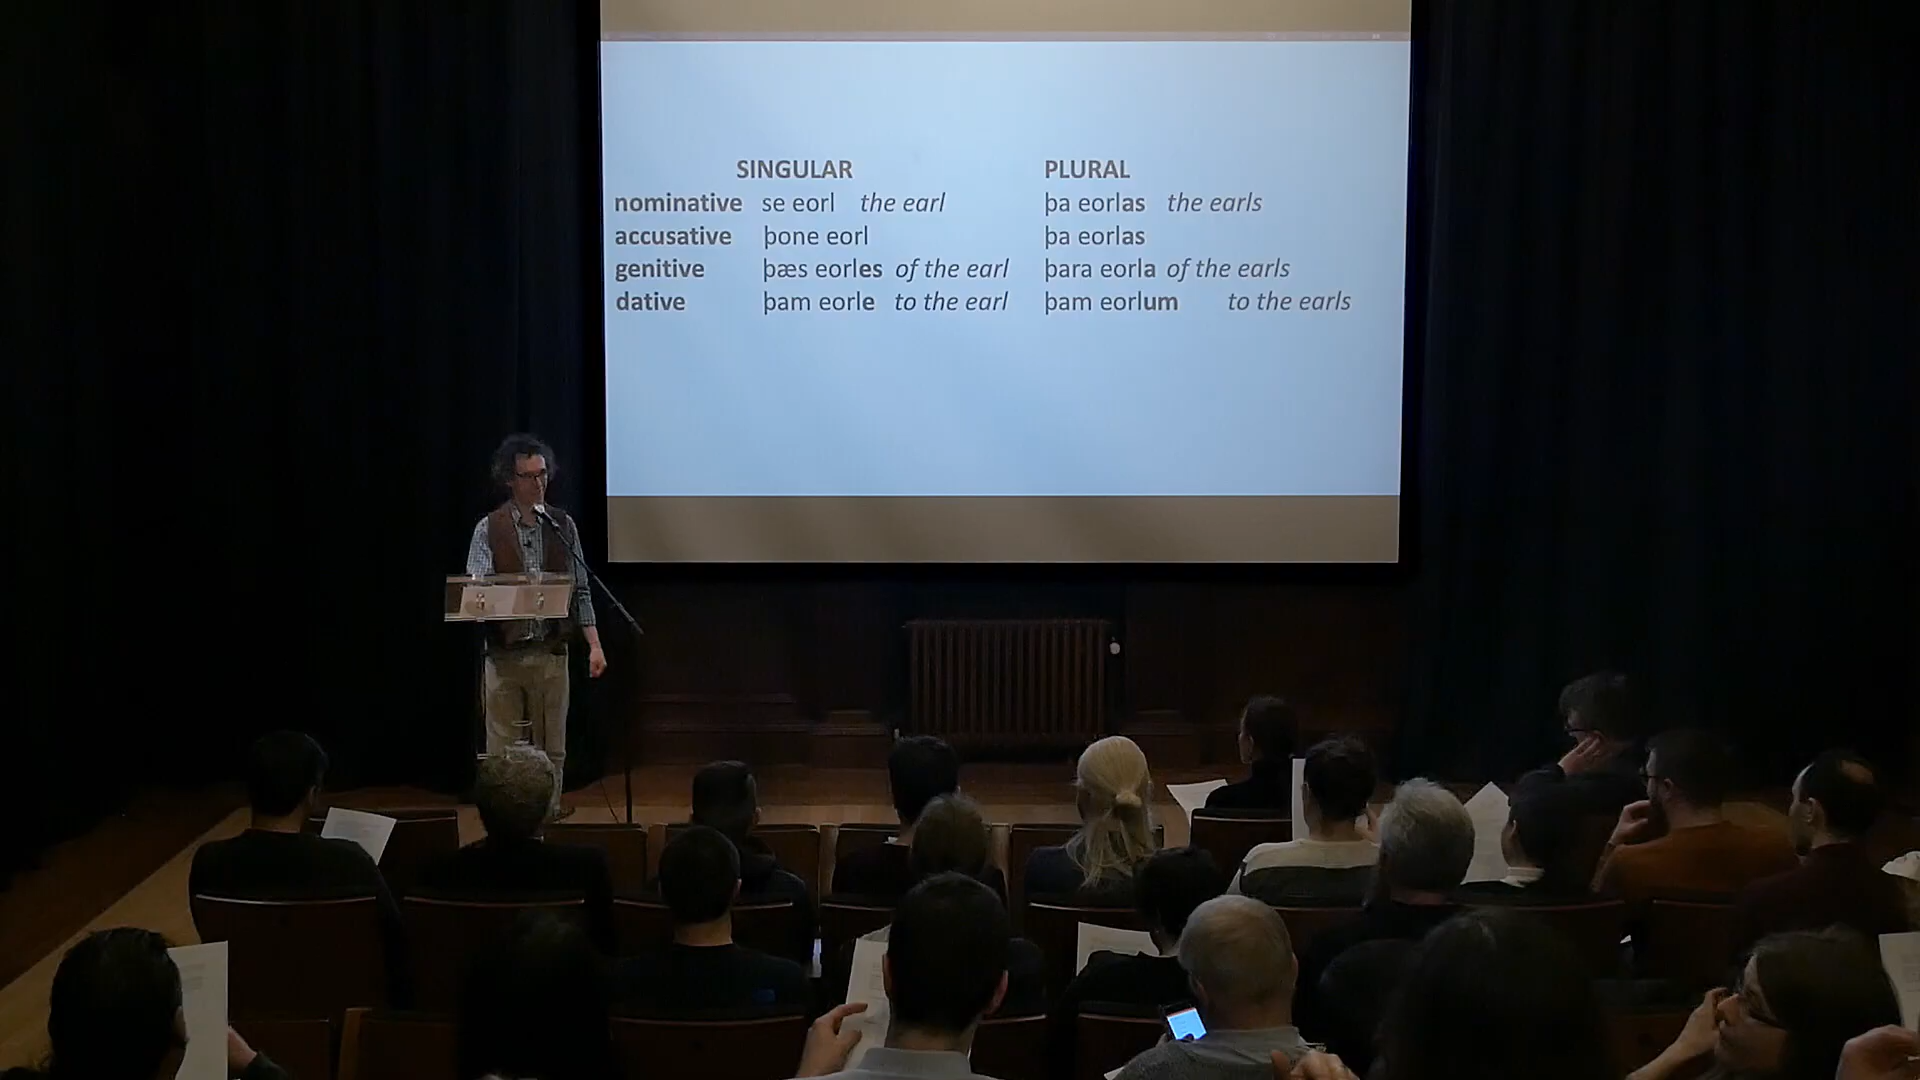 SINGULAR PLURAL
nominative se eorl the earl þa eorlas the earls
accusative þone eorl þa eorlas
genitive þæs eorles of the earl þara eorla of the earls
dative þam eorle to the earl þam eorlum to the earls